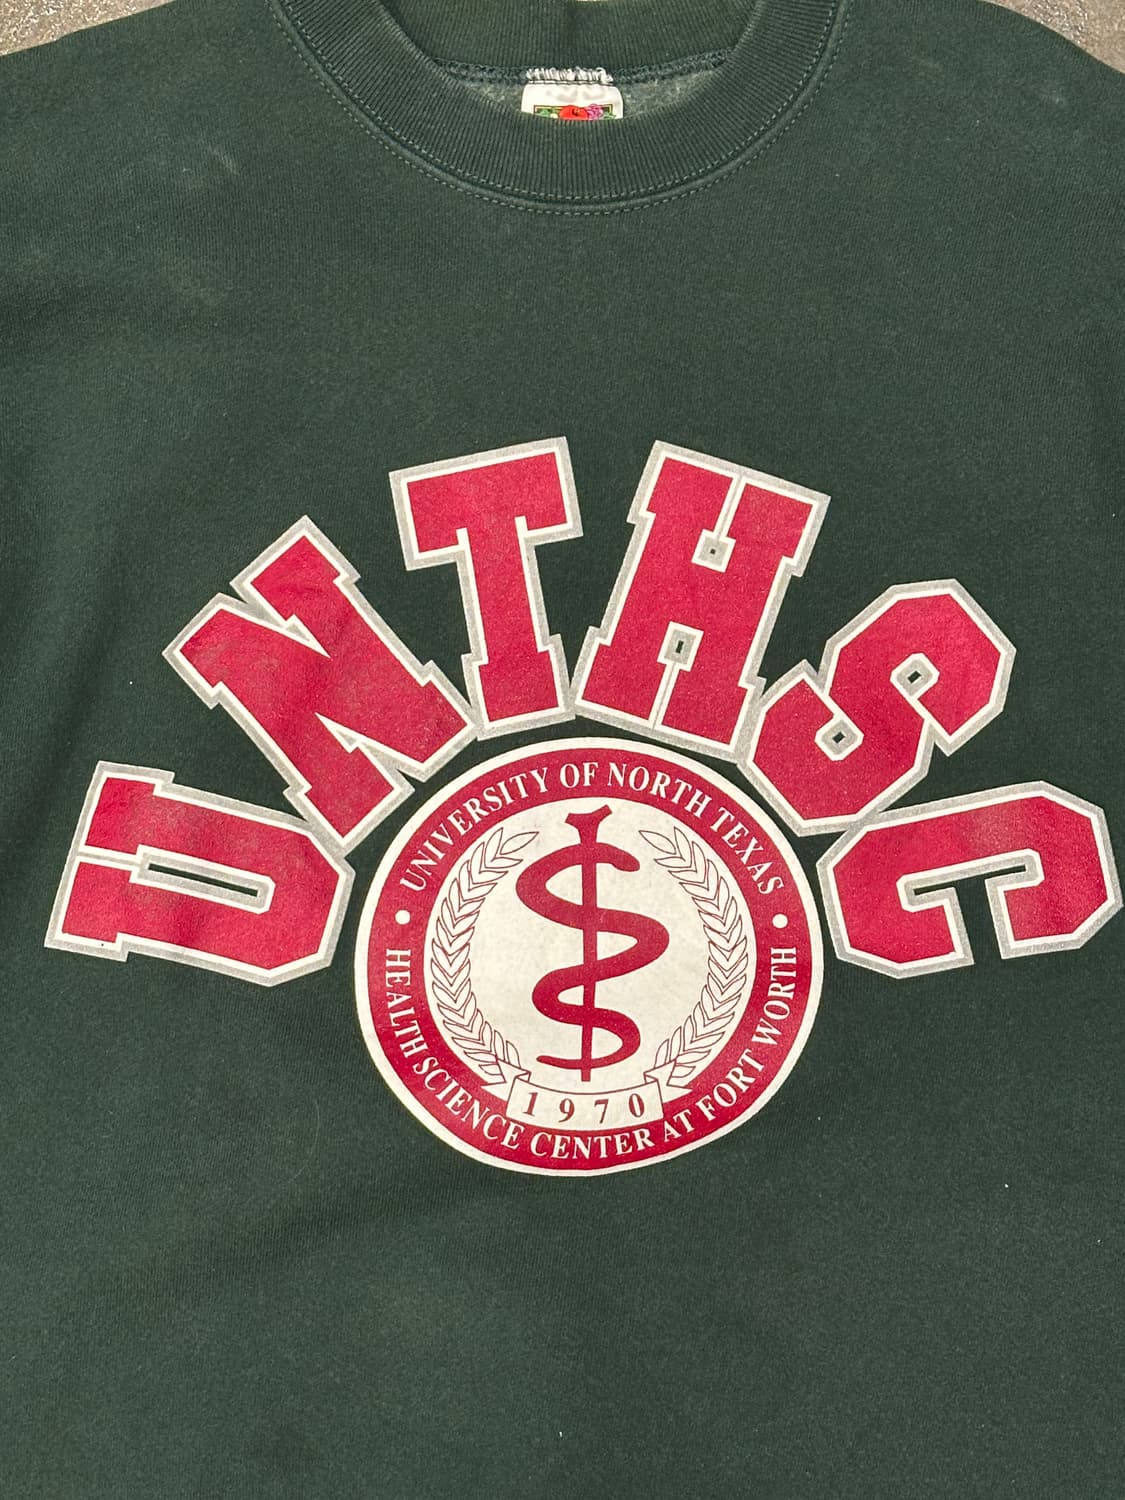 UNTHSC
UNIVERSITY OF NORTH TEXAS
HEALTH SCIENCE CENTER AT FORT WORTH
1970